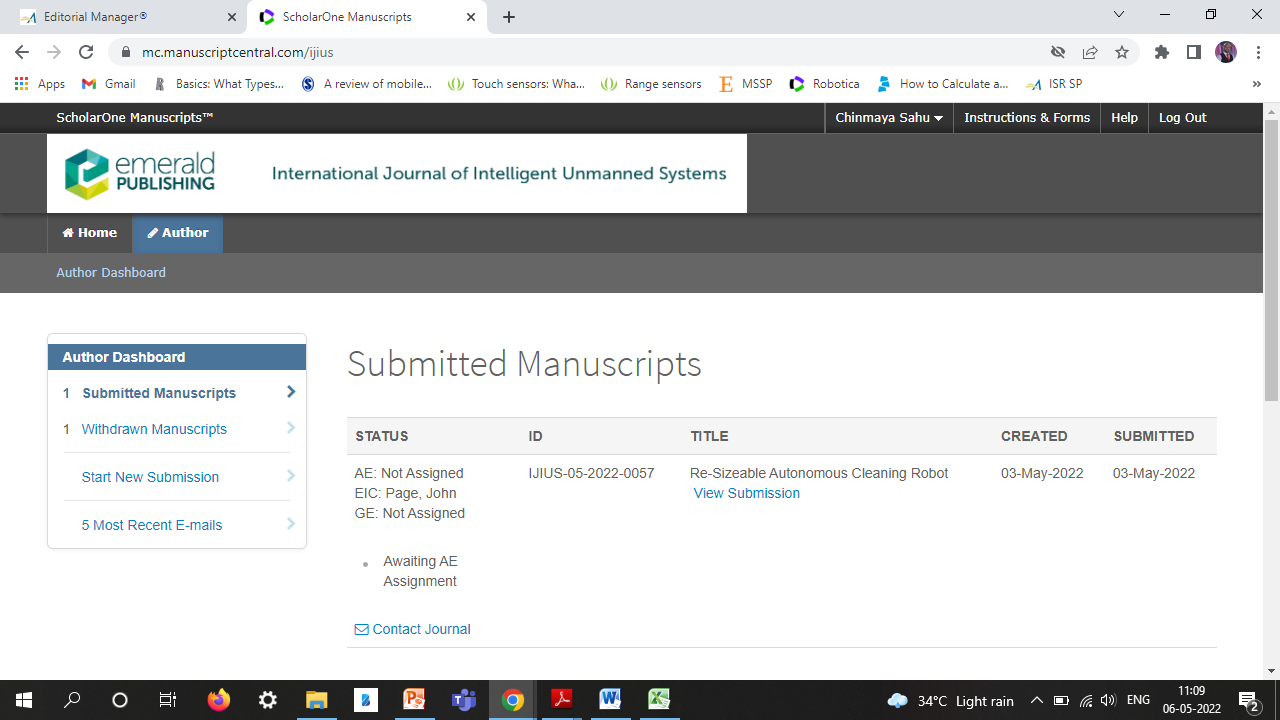 Editorial Manager®
ScholarOne Manuscripts
mc.manuscriptcentral.com/ijius
Apps
Gmail
Basics: What Types...
A review of mobile...
Touch sensors: Wha...
Range sensors
MSSP
Robotica
How to Calculate a...
ISR SP
»
ScholarOne Manuscripts™
Chinmaya Sahu
Instructions & Forms
Help
Log Out
emerald
PUBLISHING
International Journal of Intelligent Unmanned Systems
Home
Author
Author Dashboard
Author Dashboard
1 Submitted Manuscripts
1 Withdrawn Manuscripts
Start New Submission
5 Most Recent E-mails
Submitted Manuscripts
STATUS ID TITLE CREATED SUBMITTED
AE: Not Assigned IJIUS-05-2022-0057 Re-Sizeable Autonomous Cleaning Robot 03-May-2022 03-May-2022
EIC: Page, John View Submission
GE: Not Assigned
Awaiting AE
Assignment
Contact Journal
34°C Light rain
ENG
11:09
06-05-2022
2